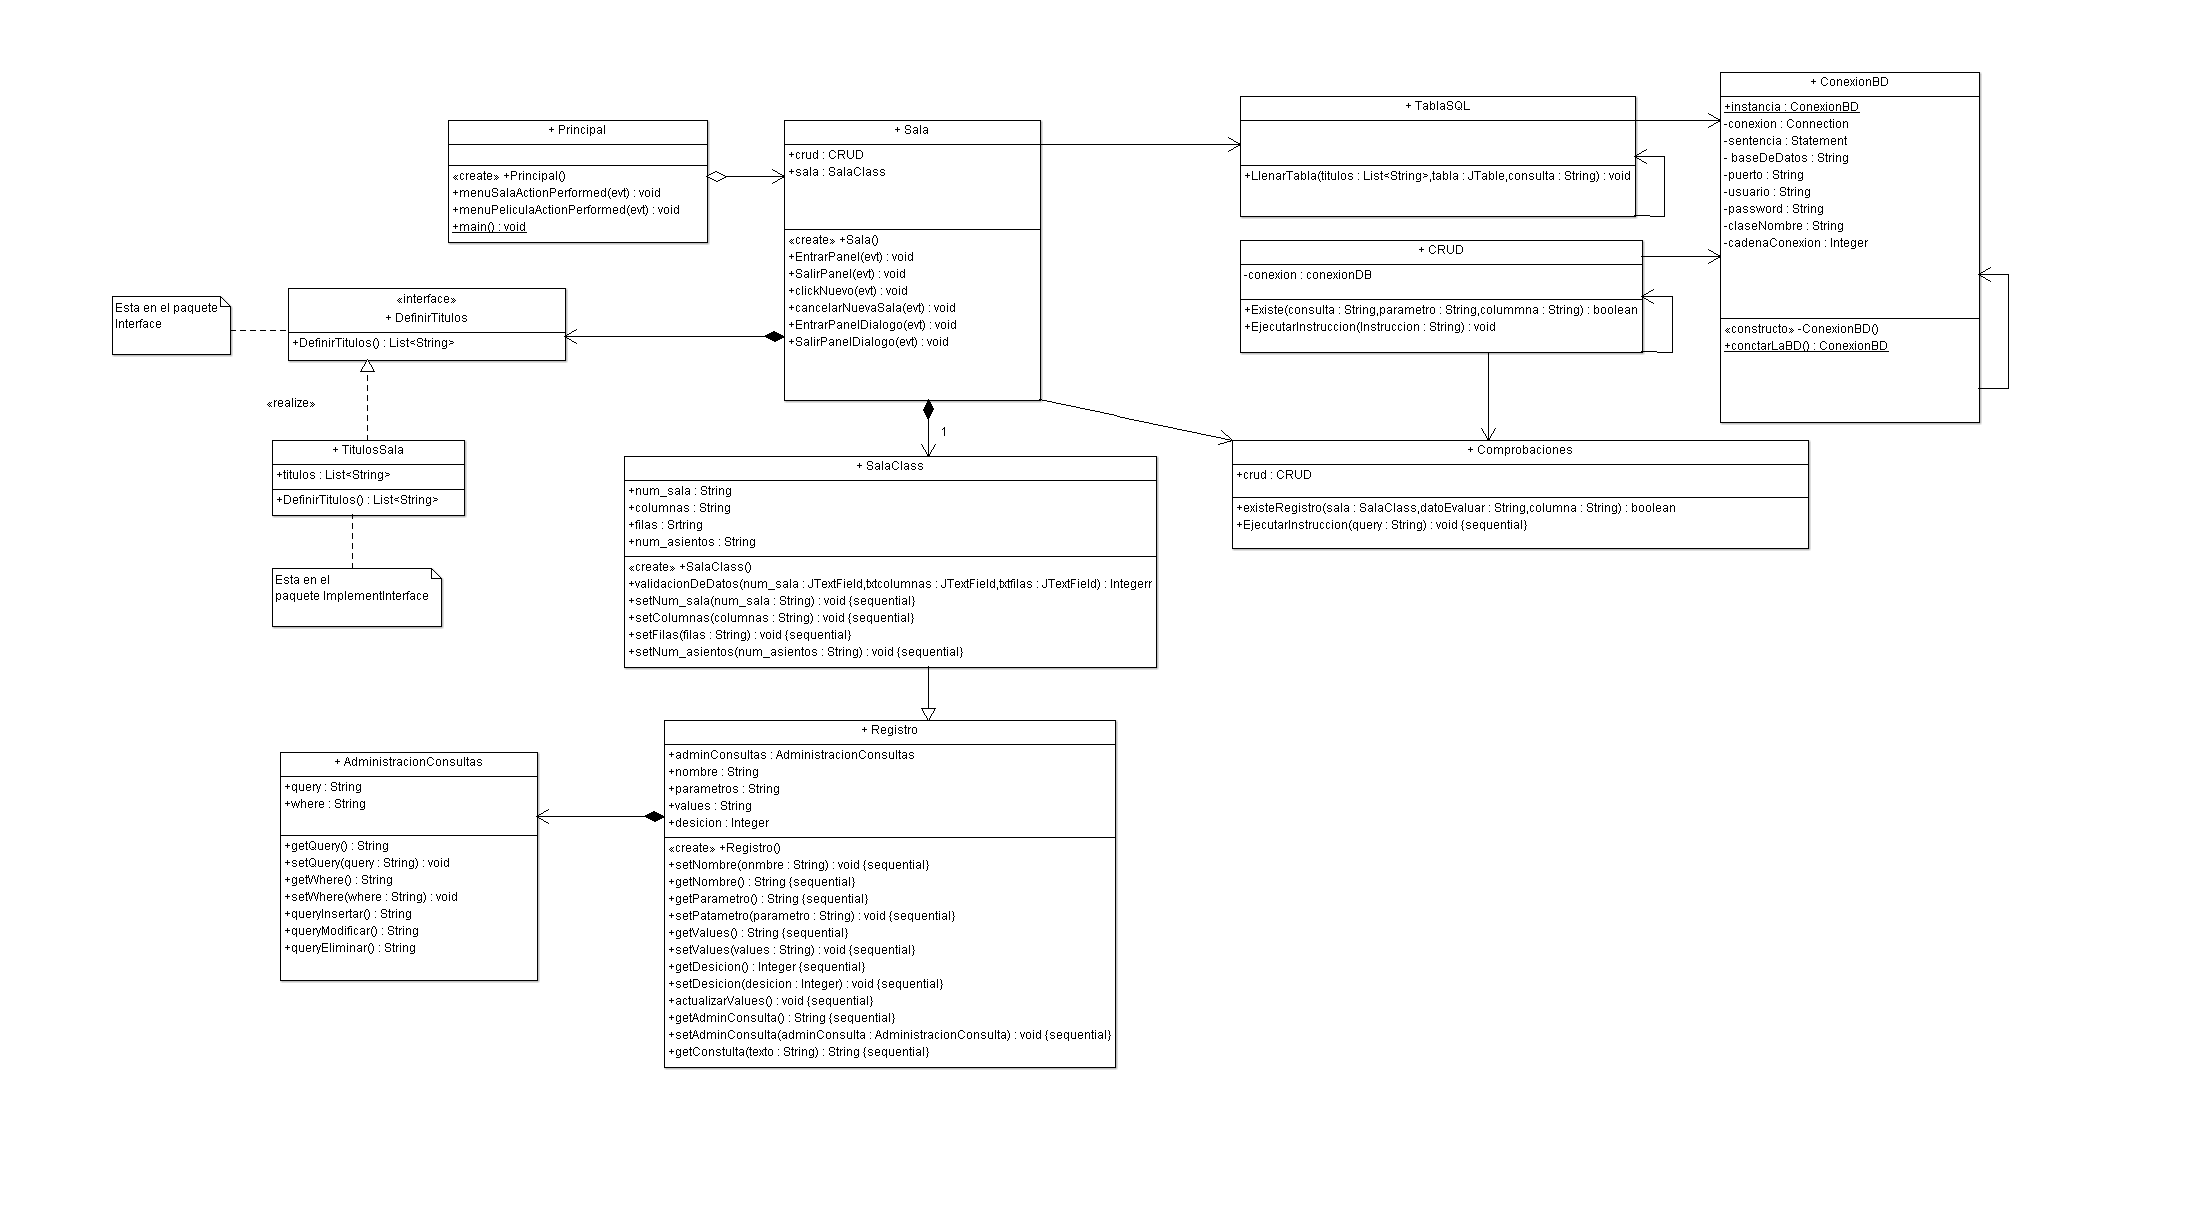 + Principal
«create» +Principal()
+menuSalaActionPerformed(evt) : void
+menuPeliculaActionPerformed(evt) : void
+main() : void
+ Sala
+crud : CRUD
+sala : SalaClass
«create» +Sala()
+EntrarPanel(evt) : void
+SalirPanel(evt) : void
+clickNuevo(evt) : void
+cancelarNuevaSala(evt) : void
+EntrarPanelDialogo(evt) : void
+SalirPanelDialogo(evt) : void
+ TablaSQL
+LlenarTabla(titulos : List<String>,tabla : JTable,consulta : String) : void
+ ConexionBD
+instancia : ConexionBD
-conexion : Connection
-sentencia : Statement
- baseDeDatos : String
-puerto : String
-usuario : String
-password : String
-claseNombre : String
-cadenaConexion : Integer
«constructo» -ConexionBD()
+conctarLaBD() : ConexionBD
+ CRUD
-conexion : conexionDB
+Existe(consulta : String,parametro : String,colummna : String) : boolean
+EjecutarInstruccion(Instruccion : String) : void
Esta en el paquete
Interface
«interface»
+ DefinirTitulos
+DefinirTitulos() : List<String>
«realize»
+ TitulosSala
+titulos : List<String>
+DefinirTitulos() : List<String>
Esta en el
paquete ImplementInterface
1
+ SalaClass
+num_sala : String
+columnas : String
+filas : Srtring
+num_asientos : String
«create» +SalaClass()
+validacionDeDatos(num_sala : JTextField,txtcolumnas : JTextField,txtfilas : JTextField) : Integerr
+setNum_sala(num_sala : String) : void {sequential}
+setColumnas(columnas : String) : void {sequential}
+setFilas(filas : String) : void {sequential}
+setNum_asientos(num_asientos : String) : void {sequential}
+ Comprobaciones
+crud : CRUD
+existeRegistro(sala : SalaClass,datoEvaluar : String,columna : String) : boolean
+EjecutarInstruccion(query : String) : void {sequential}
+ AdministracionConsultas
+query : String
+where : String
+getQuery() : String
+setQuery(query : String) : void
+getWhere() : String
+setWhere(where : String) : void
+queryInsertar() : String
+queryModificar() : String
+queryEliminar() : String
+ Registro
+adminConsultas : AdministracionConsultas
+nombre : String
+parametros : String
+values : String
+desicion : Integer
«create» +Registro()
+setNombre(onmbre : String) : void {sequential}
+getNombre() : String {sequential}
+getParametro() : String {sequential}
+setPatametro(parametro : String) : void {sequential}
+getValues() : String {sequential}
+setValues(values : String) : void {sequential}
+getDesicion() : Integer {sequential}
+setDesicion(desicion : Integer) : void {sequential}
+actualizarValues() : void {sequential}
+getAdminConsulta() : String {sequential}
+setAdminConsulta(adminConsulta : AdministracionConsulta) : void {sequential}
+getConstulta(texto : String) : String {sequential}